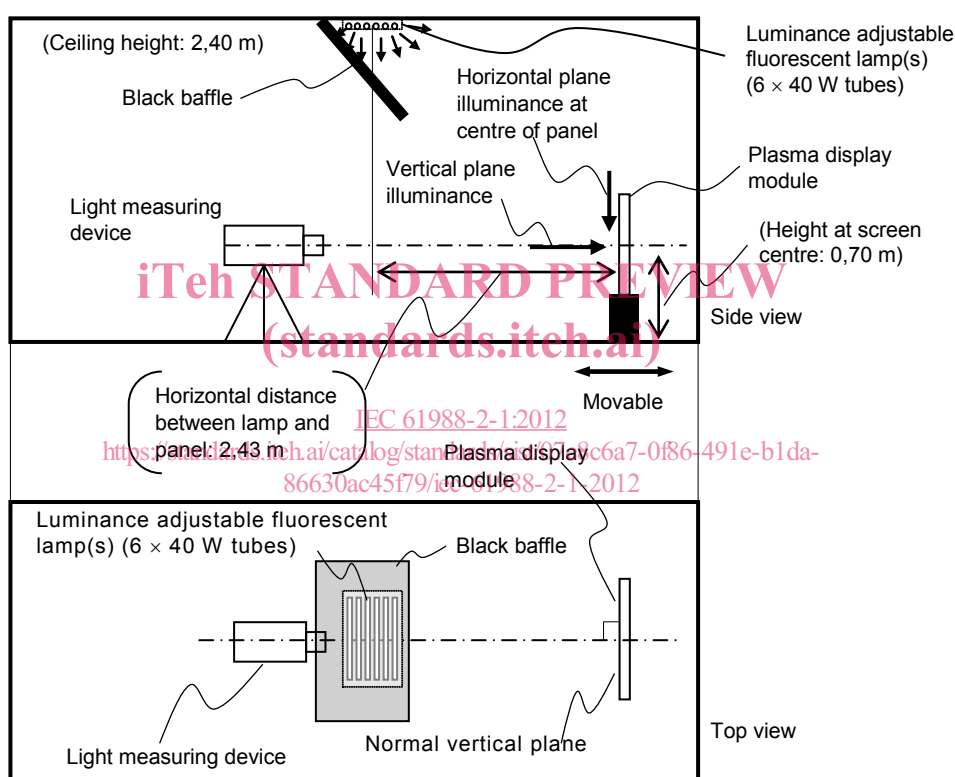 (Ceiling height: 2,40 m)
Black baffle
Horizontal plane
illuminance at
centre of panel
Luminance adjustable
fluorescent lamp(s)
(6 × 40 W tubes)
Vertical plane
illuminance
Plasma display
module
Light measuring
device
(Height at screen
centre: 0,70 m)
iTeh STANDARD PREVIEW
(standards.iteh.ai)
Side view
Horizontal distance
between lamp and
panel: 2,43 m
Movable
IEC 61988-2-1:2012
Plasma display
module
86630ac45f79/iec-61988-2-1-2012
Luminance adjustable fluorescent
lamp(s) (6 × 40 W tubes)
Black baffle
Light measuring device
Normal vertical plane
Top view